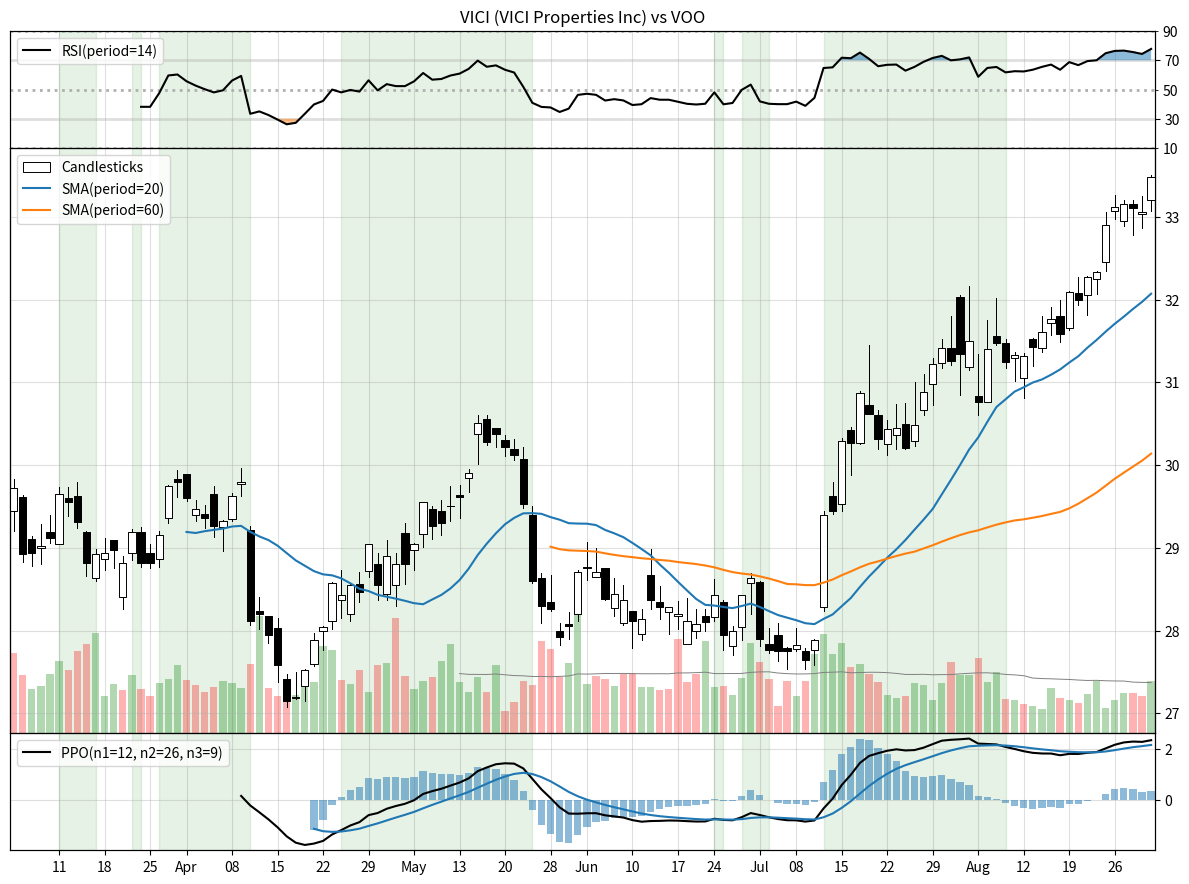 VICI (VICI Properties Inc) vs VOO
RSI(period=14)
90
70
50
30
10
Candlesticks
SMA(period=20)
SMA(period=60)
33
32
31
30
29
28
27
PPO(n1=12, n2=26, n3=9)
2
0
11 18 25 Apr 08 15 22 29 May 13 20 28 Jun 10 17 24 Jul 08 15 22 29 Aug 12 19 26